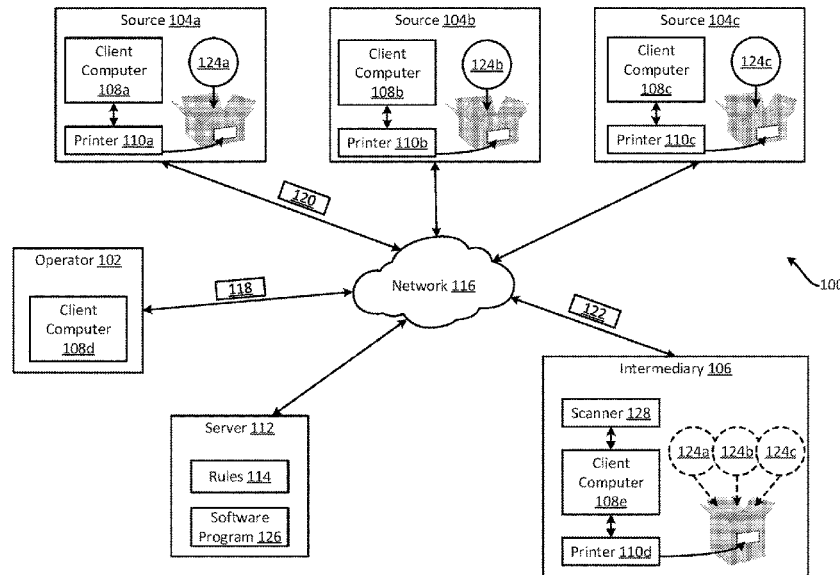 Source 104a
Client
Computer
108a
124a
Printer 110a
Source 104b
Client
Computer
108b
124b
Printer 110b
Source 104c
Client
Computer
108c
124c
Printer 110c
120
Operator 102
Client
Computer
108d
118
Network 116
100
122
Server 112
Rules 114
Software
Program 126
Intermediary 106
Scanner 128
Client
Computer
108e
Printer 110d
124a
124b
124c